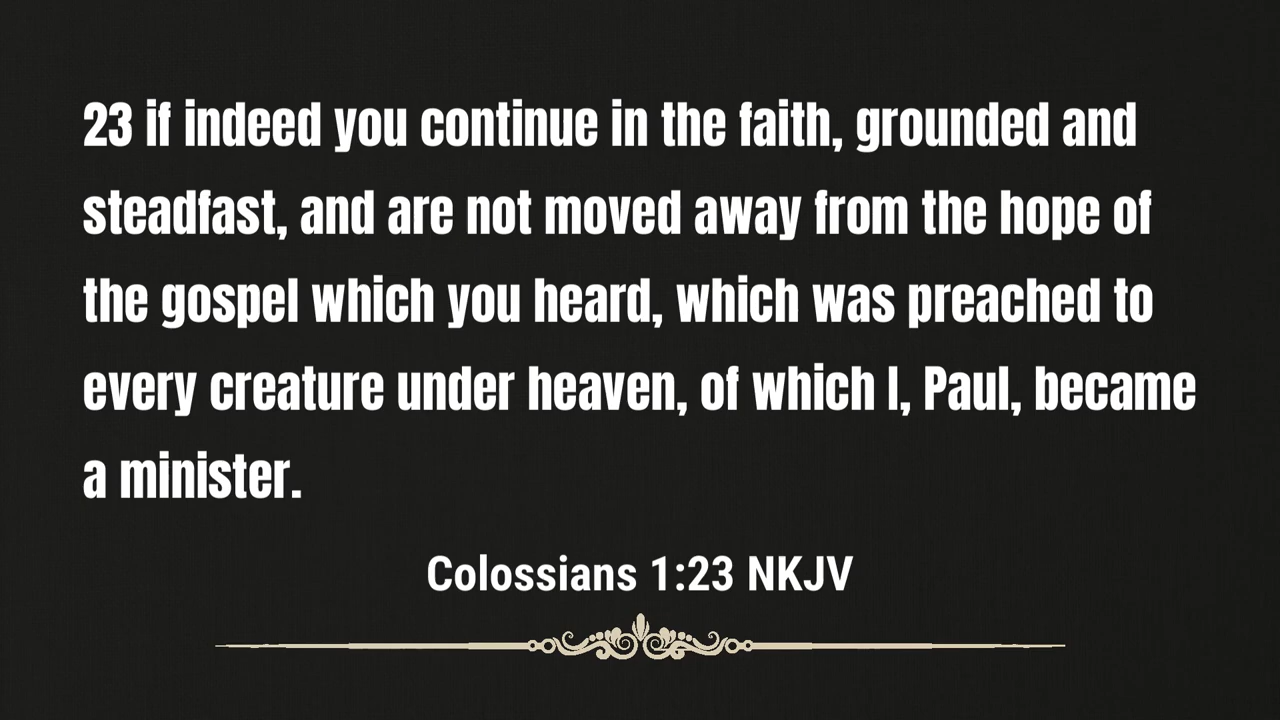 23 if indeed you continue in the faith, grounded and
steadfast, and are not moved away from the hope of
the gospel which you heard, which was preached to
every creature under heaven, of which I, Paul, became
a minister.
Colossians 1:23 NKJV